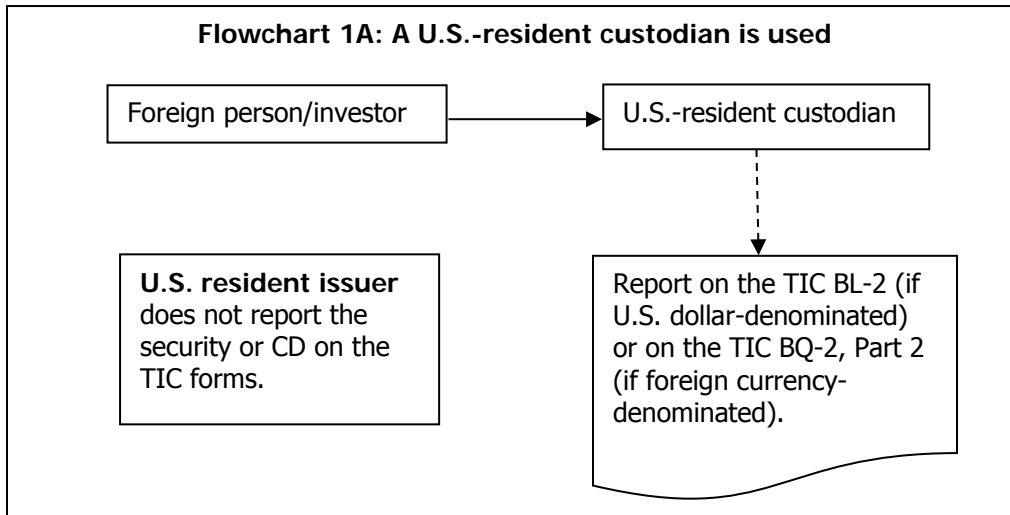 Flowchart 1A: A U.S.-resident custodian is used
Foreign person/investor
U.S.-resident custodian
U.S. resident issuer
does not report the
security or CD on the
TIC forms.
Report on the TIC BL-2 (if
U.S. dollar-denominated)
or on the TIC BQ-2, Part 2
(if foreign currency-
denominated).